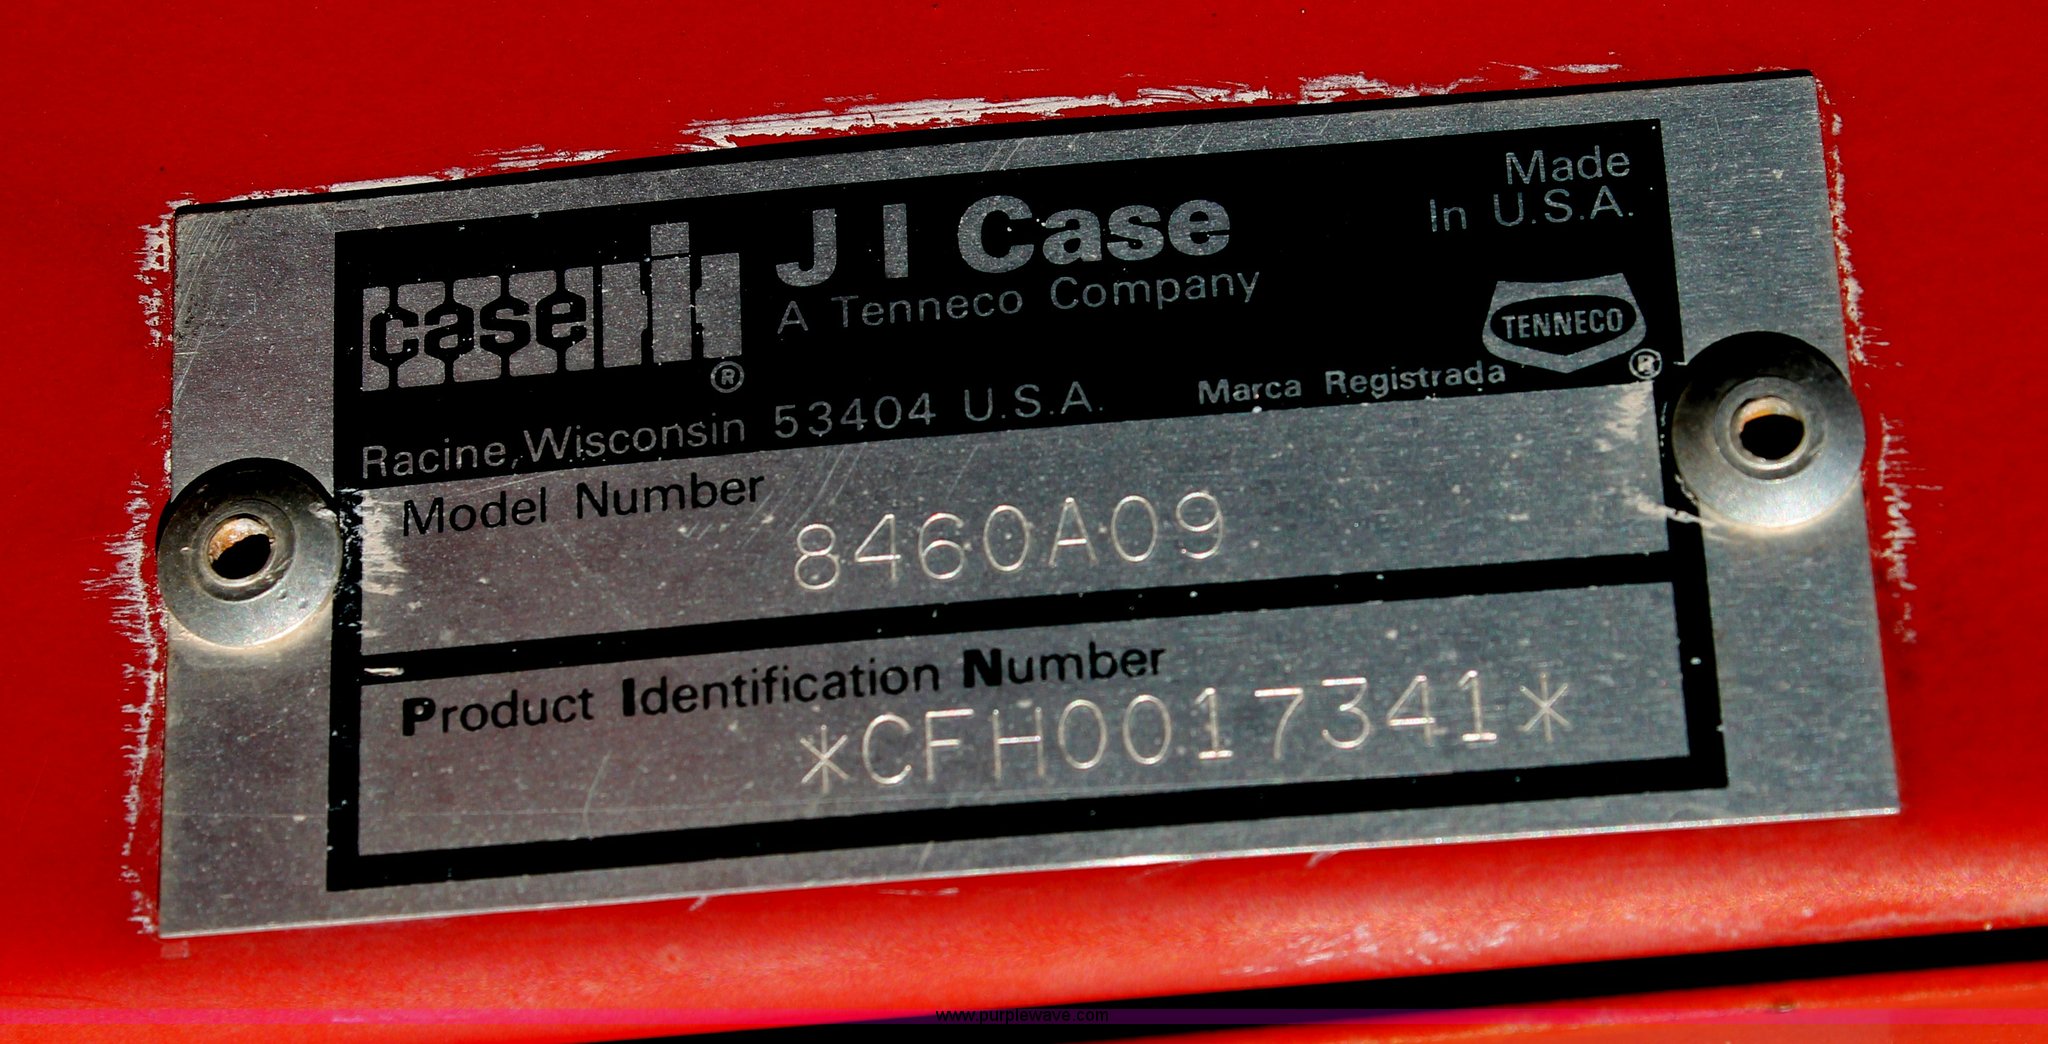 case IH ®
J I Case
A Tenneco Company
Made
In U.S.A.
TENNECO ®
Marca Registrada
Racine, Wisconsin 53404 U.S.A.
Model Number
8460A09
Product Identification Number
*CFH0017341*
www.purplewave.com